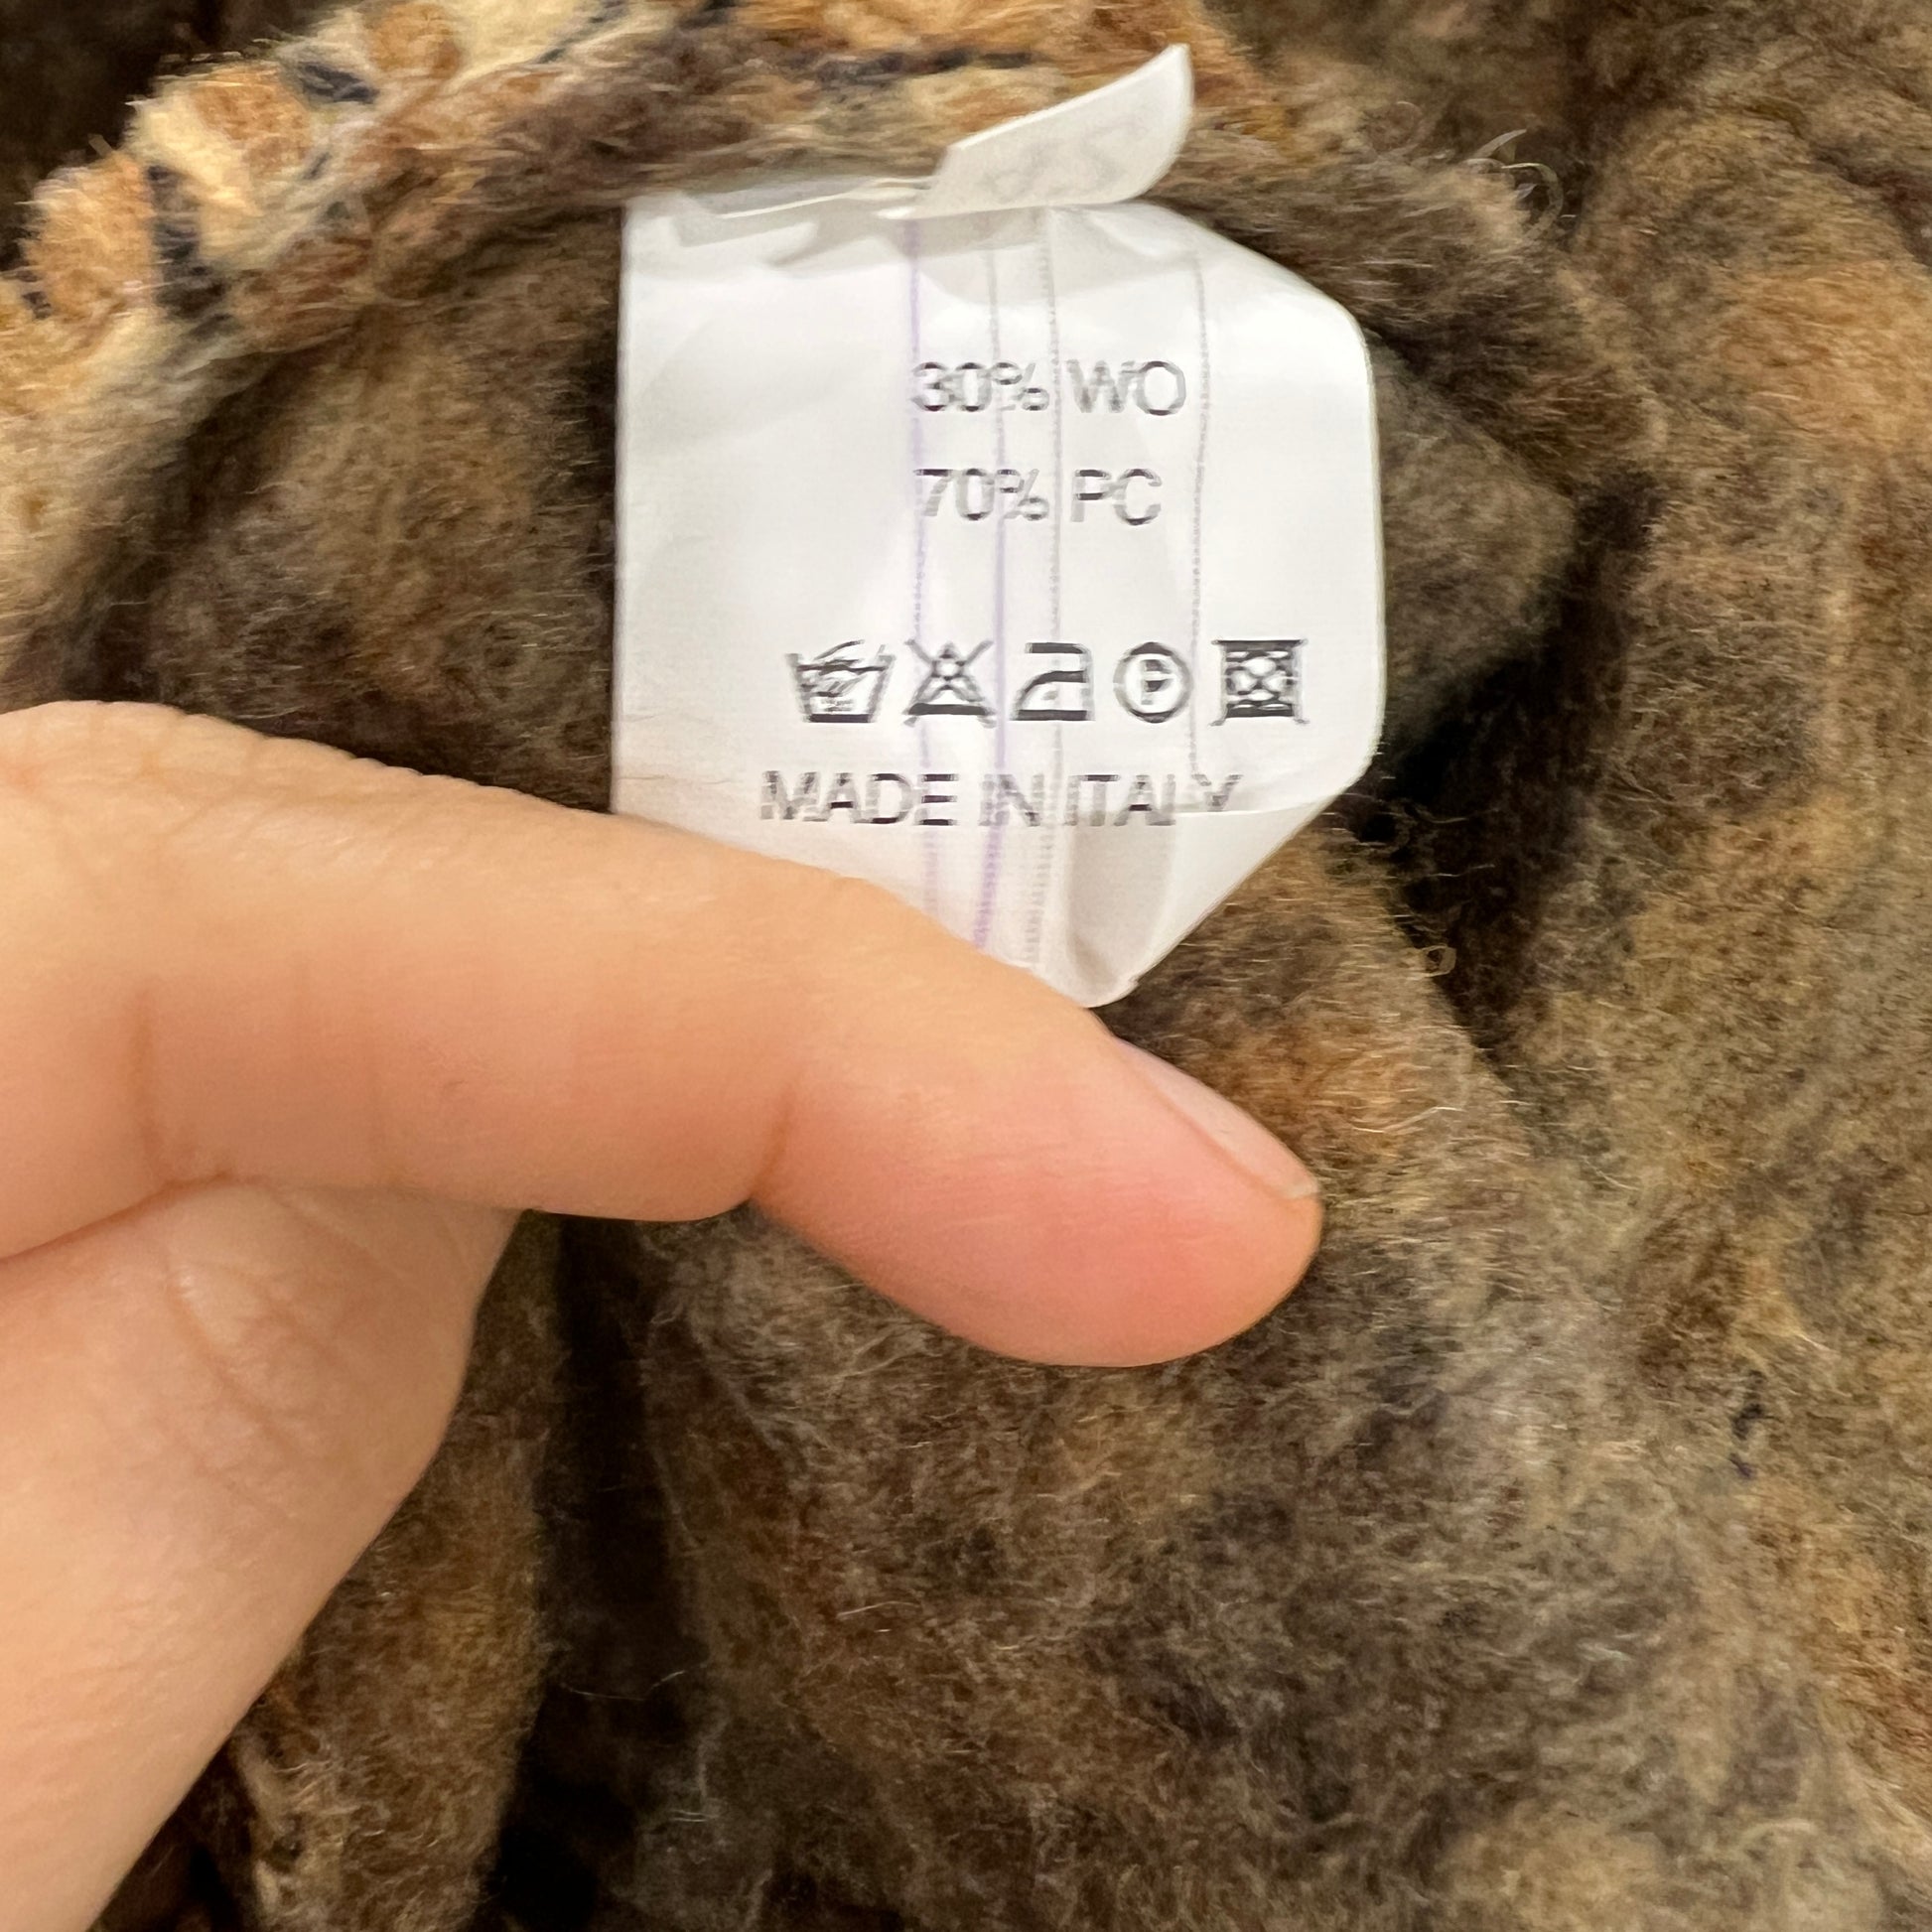 30% WO
70% PC
P
MADE IN ITALY